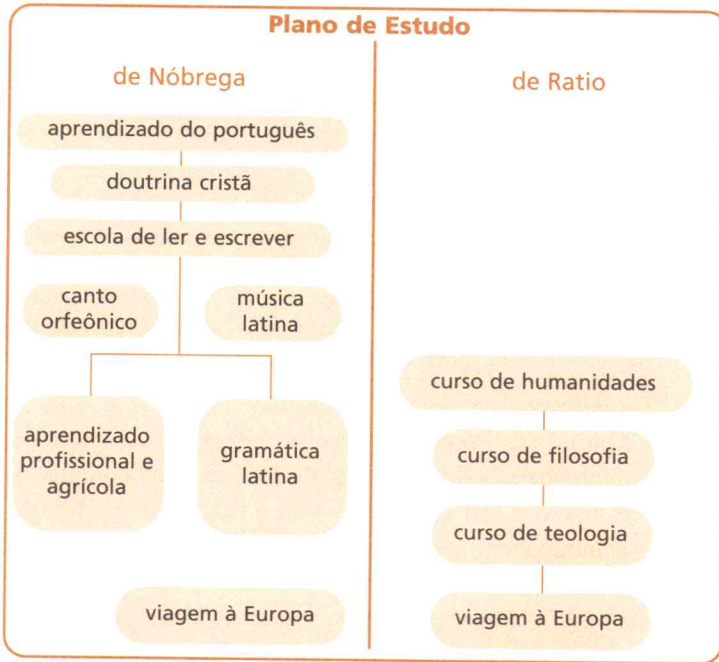 Plano de Estudo
de Nóbrega
aprendizado do português
doutrina cristã
escola de ler e escrever
canto
orfeônico
música
latina
aprendizado
profissional e
agrícola
gramática
latina
viagem à Europa
de Ratio
curso de humanidades
curso de filosofia
curso de teologia
viagem à Europa